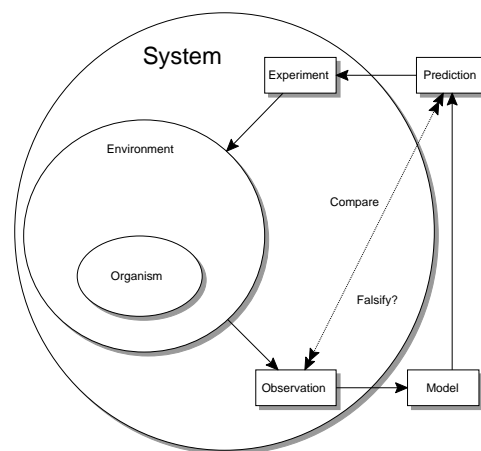 System
Experiment
Prediction
Environment
Compare
Organism
Falsify?
Observation
Model